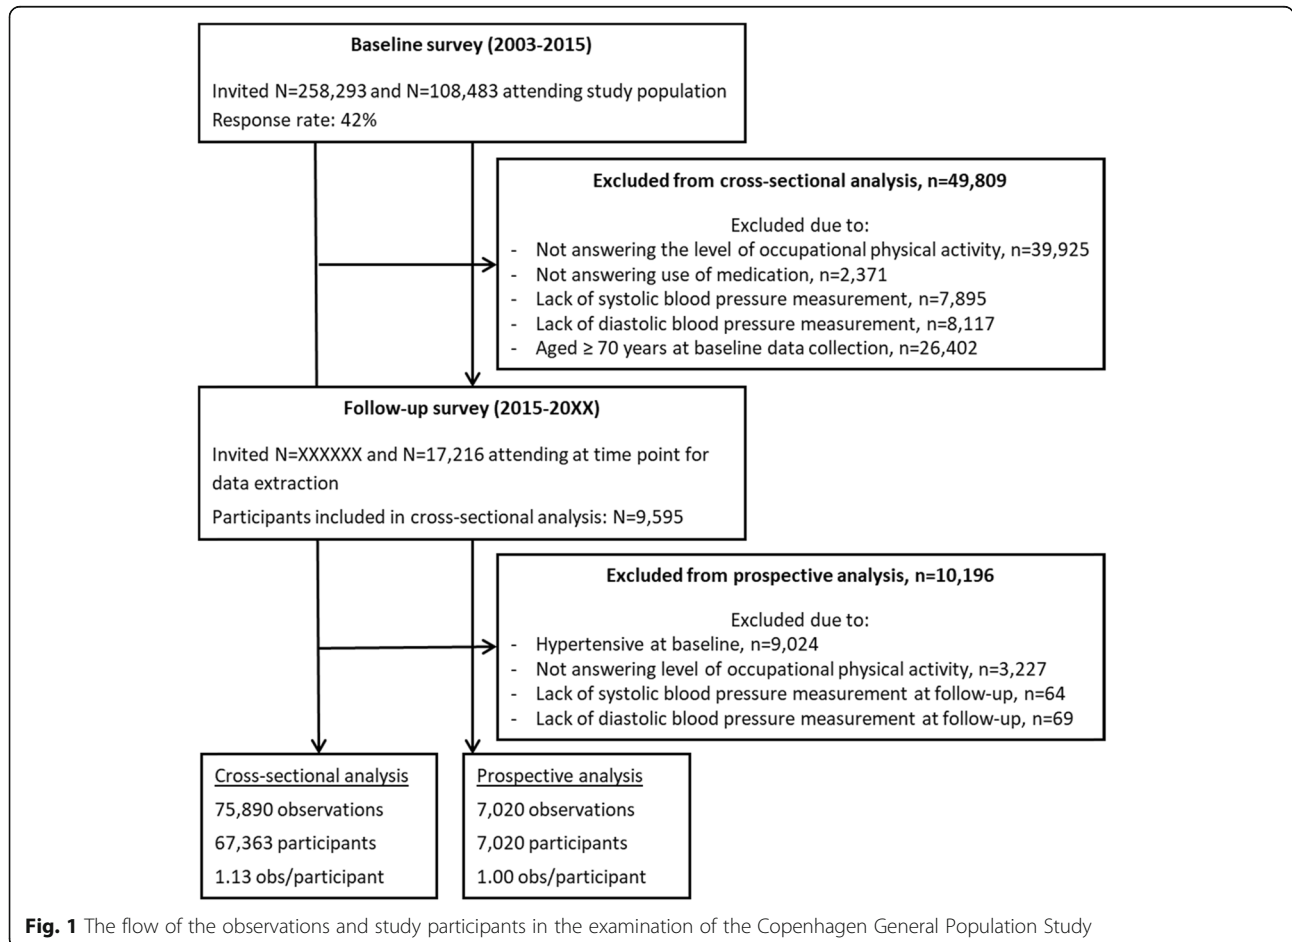 Baseline survey (2003-2015)
Invited N=258,293 and N=108,483 attending study population
Response rate: 42%
Excluded from cross-sectional analysis, n=49,809
Excluded due to:
- Not answering the level of occupational physical activity, n=39,925
- Not answering use of medication, n=2,371
- Lack of systolic blood pressure measurement, n=7,895
- Lack of diastolic blood pressure measurement, n=8,117
- Aged ≥ 70 years at baseline data collection, n=26,402
Follow-up survey (2015-20XX)
Invited N=XXXXXX and N=17,216 attending at time point for
data extraction
Participants included in cross-sectional analysis: N=9,595
Excluded from prospective analysis, n=10,196
Excluded due to:
- Hypertensive at baseline, n=9,024
- Not answering level of occupational physical activity, n=3,227
- Lack of systolic blood pressure measurement at follow-up, n=64
- Lack of diastolic blood pressure measurement at follow-up, n=69
Cross-sectional analysis
75,890 observations
67,363 participants
1.13 obs/participant
Prospective analysis
7,020 observations
7,020 participants
1.00 obs/participant
Fig. 1 The flow of the observations and study participants in the examination of the Copenhagen General Population Study